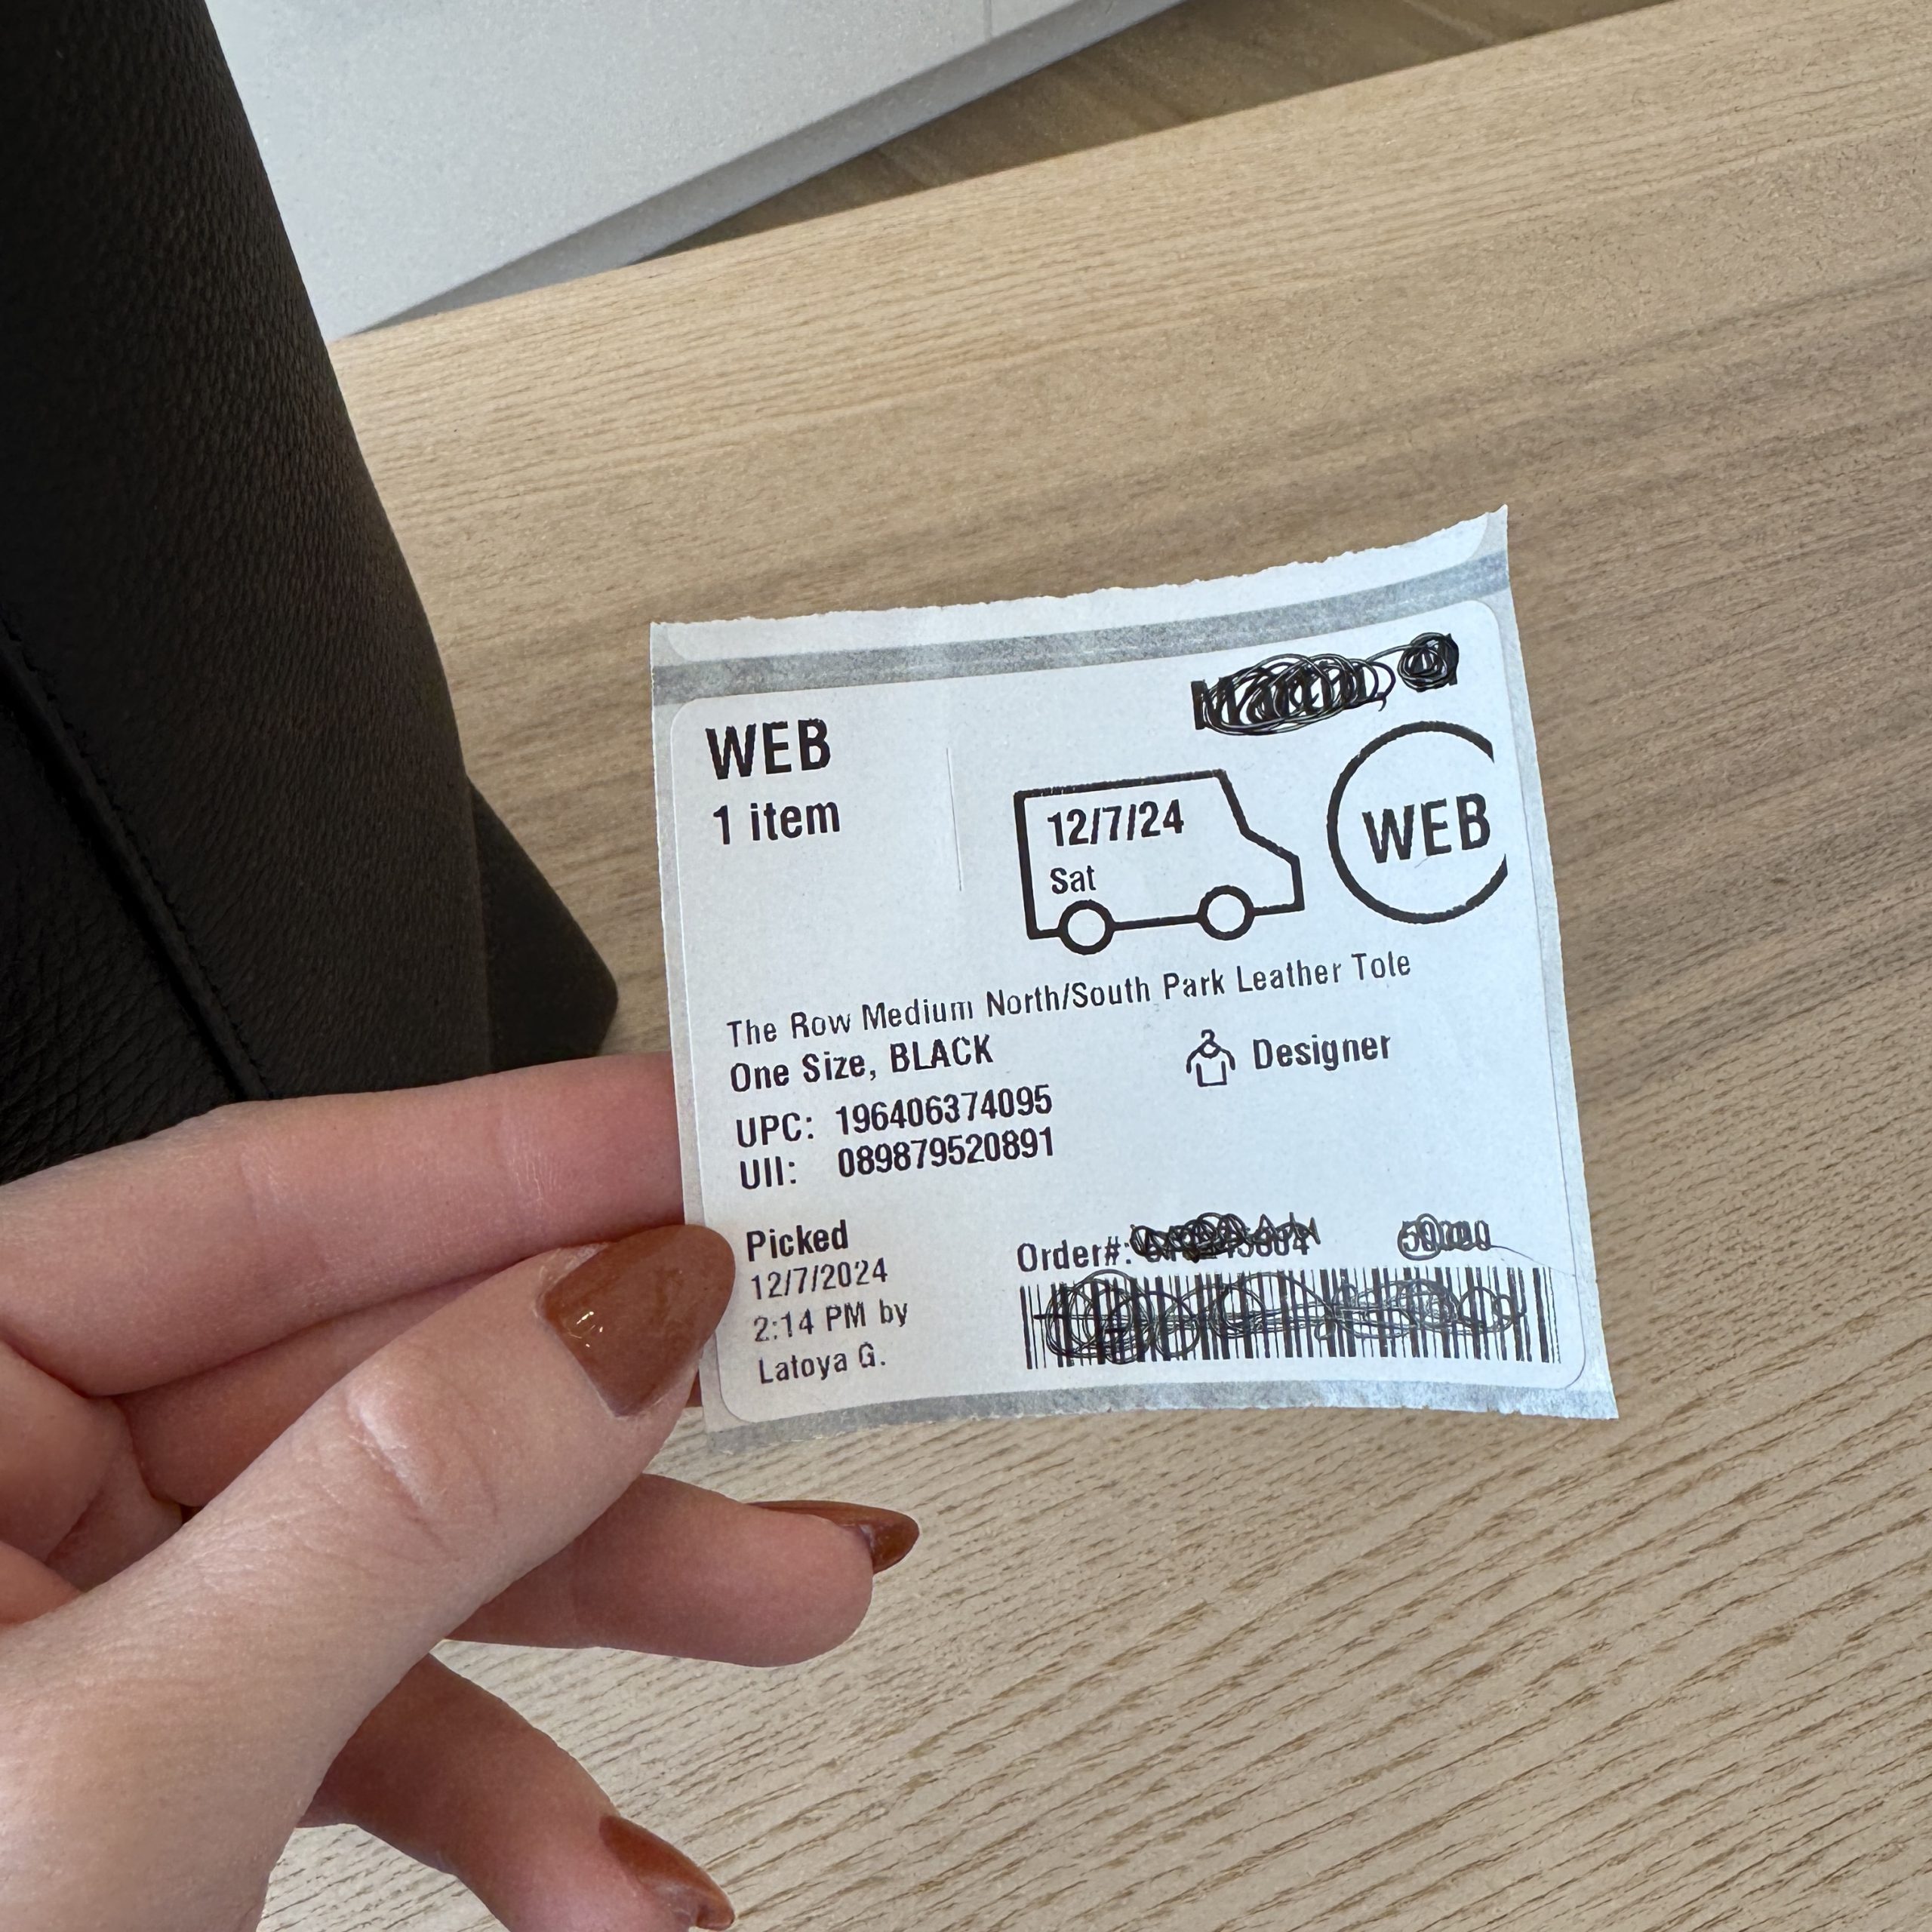 WEB
1 item
12/7/24
Sat
WEB
The Row Medium North/South Park Leather Tote
One Size, BLACK
Designer
UPC: 196406374095
UII: 089879520891
Picked
12/7/2024
2:14 PM by
Latoya G.
Order#: